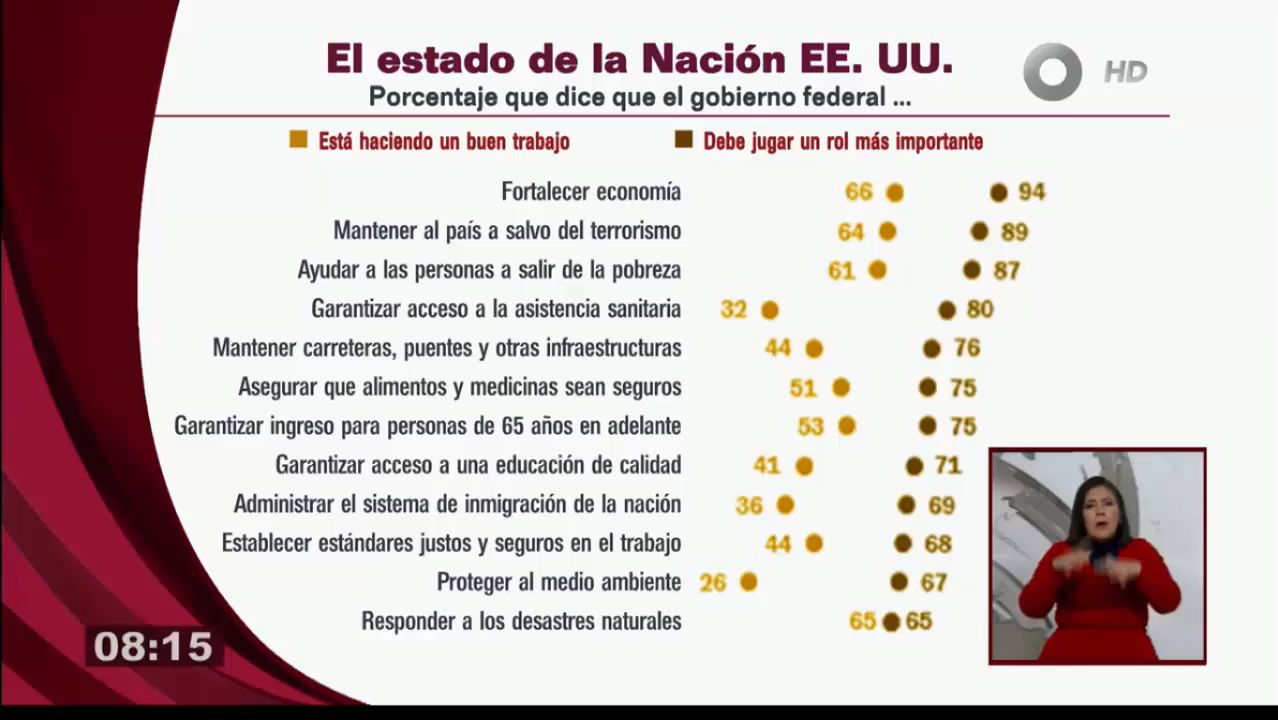 El estado de la Nación EE. UU.
HD
Porcentaje que dice que el gobierno federal ...
Está haciendo un buen trabajo
Debe jugar un rol más importante
Fortalecer economía 66 94
Mantener al país a salvo del terrorismo 64 89
Ayudar a las personas a salir de la pobreza 61 87
Garantizar acceso a la asistencia sanitaria 32 80
Mantener carreteras, puentes y otras infraestructuras 44 76
Asegurar que alimentos y medicinas sean seguros 51 75
Garantizar ingreso para personas de 65 años en adelante 53 75
Garantizar acceso a una educación de calidad 41 71
Administrar el sistema de inmigración de la nación 36 69
Establecer estándares justos y seguros en el trabajo 44 68
Proteger al medio ambiente 26 67
Responder a los desastres naturales 65 65
08:15